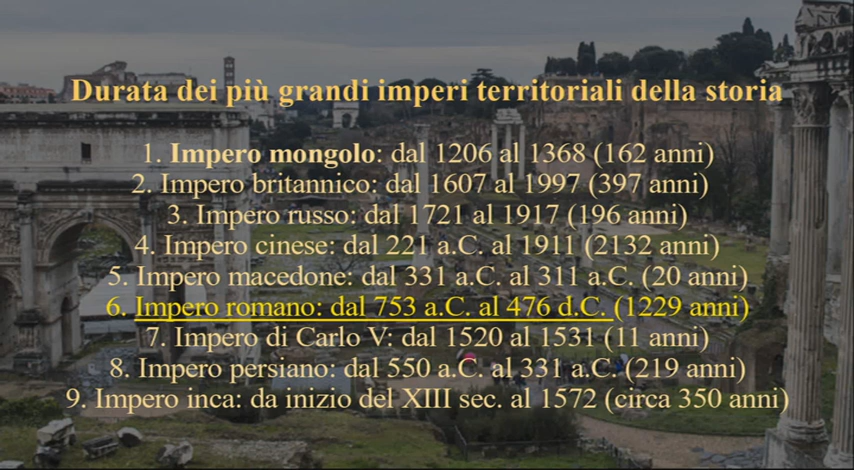 Durata dei più grandi imperi territoriali della storia
1. Impero mongolo: dal 1206 al 1368 (162 anni)
2. Impero britannico: dal 1607 al 1997 (397 anni)
3. Impero russo: dal 1721 al 1917 (196 anni)
4. Impero cinese: dal 221 a.C. al 1911 (2132 anni)
5. Impero macedone: dal 331 a.C. al 311 a.C. (20 anni)
6. Impero romano: dal 753 a.C. al 476 d.C. (1229 anni)
7. Impero di Carlo V: dal 1520 al 1531 (11 anni)
8. Impero persiano: dal 550 a.C. al 331 a.C. (219 anni)
9. Impero inca: da inizio del XIII sec. al 1572 (circa 350 anni)